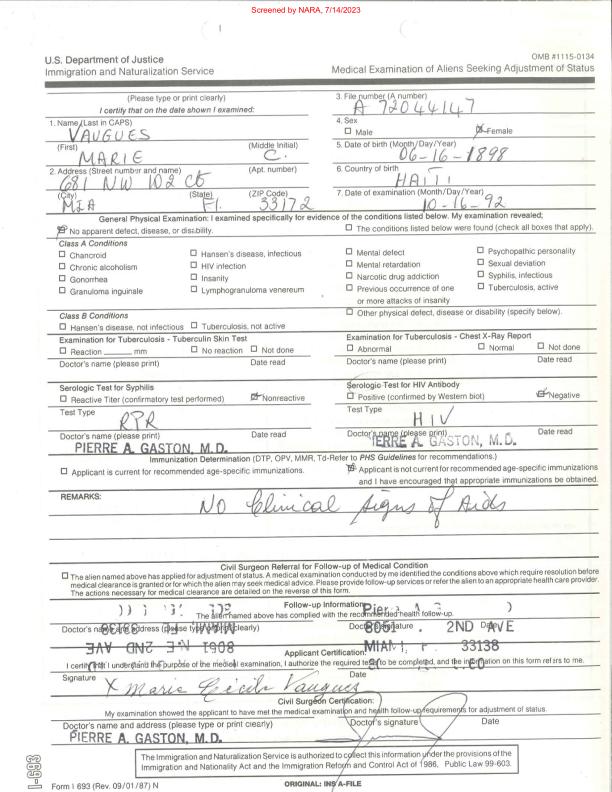 Screened by NARA, 7/14/2023
U.S. Department of Justice
Immigration and Naturalization Service
OMB #1115-0134
Medical Examination of Aliens Seeking Adjustment of Status
(Please type or print clearly)
I certify that on the date shown I examined:
3. File number (A number)
A 72044147
1. Name (Last in CAPS)
VAUGUES
4. Sex
☐ Male ☒ Female
(First) (Middle Initial)
MARIE C.
5. Date of birth (Month/Day/Year)
06-16-1898
2. Address (Street number and name) (Apt. number)
681 NW 102 Ct
6. Country of birth
HAITI
(City) (State) (ZIP Code)
MIA Fl. 33172
7. Date of examination (Month/Day/Year)
10-16-92
General Physical Examination: I examined specifically for evidence of the conditions listed below. My examination revealed;
☒ No apparent defect, disease, or disability.
☐ The conditions listed below were found (check all boxes that apply).
Class A Conditions
☐ Chancroid ☐ Hansen's disease, infectious ☐ Mental defect ☐ Psychopathic personality
☐ Chronic alcoholism ☐ HIV infection ☐ Mental retardation ☐ Sexual deviation
☐ Gonorrhea ☐ Insanity ☐ Narcotic drug addiction ☐ Syphilis, infectious
☐ Granuloma inguinale ☐ Lymphogranuloma venereum ☐ Previous occurrence of one ☐ Tuberculosis, active
or more attacks of insanity
Class B Conditions
☐ Other physical defect, disease or disability (specify below).
☐ Hansen's disease, not infectious ☐ Tuberculosis, not active
Examination for Tuberculosis - Tuberculin Skin Test
☐ Reaction ______ mm ☐ No reaction ☐ Not done
Doctor's name (please print) Date read
Examination for Tuberculosis - Chest X-Ray Report
☐ Abnormal ☐ Normal ☐ Not done
Doctor's name (please print) Date read
Serologic Test for Syphilis
☐ Reactive Titer (confirmatory test performed) ☒ Nonreactive
Test Type
RPR
Doctor's name (please print) Date read
PIERRE A. GASTON, M.D.
Serologic Test for HIV Antibody
☐ Positive (confirmed by Western blot) ☒ Negative
Test Type
HIV
Doctor's name (please print) Date read
PIERRE A. GASTON, M.D.
Immunization Determination (DTP, OPV, MMR, Td-Refer to PHS Guidelines for recommendations.)
☐ Applicant is current for recommended age-specific immunizations.
☒ Applicant is not current for recommended age-specific immunizations
and I have encouraged that appropriate immunizations be obtained.
REMARKS:
No Clinical signs of Aids
Civil Surgeon Referral for Follow-up of Medical Condition
☐ The alien named above has applied for adjustment of status. A medical examination conducted by me identified the conditions above which require resolution before
medical clearance is granted or for which the alien may seek medical advice. Please provide follow-up services or refer the alien to an appropriate health care provider.
The actions necessary for medical clearance are detailed on the reverse of this form.
Follow-up Information
The alien named above has complied with the recommended health follow-up.
Doctor's name and address (please type or print clearly) Doctor's signature Date
8061 N.E. 2ND AVE
2ND AVE
MIAMI, 33138
Applicant Certification:
I certify that I understand the purpose of the medical examination, I authorize the required tests to be completed, and the information on this form refers to me.
Signature Date
X Marie Cecile Vaugues
Civil Surgeon Certification:
My examination showed the applicant to have met the medical examination and health follow-up requirements for adjustment of status.
Doctor's name and address (please type or print clearly) Doctor's signature Date
PIERRE A. GASTON, M.D.
The Immigration and Naturalization Service is authorized to collect this information under the provisions of the
Immigration and Nationality Act and the Immigration Reform and Control Act of 1986, Public Law 99-603.
I-693
Form I 693 (Rev. 09/01/87) N
ORIGINAL: INS A-FILE